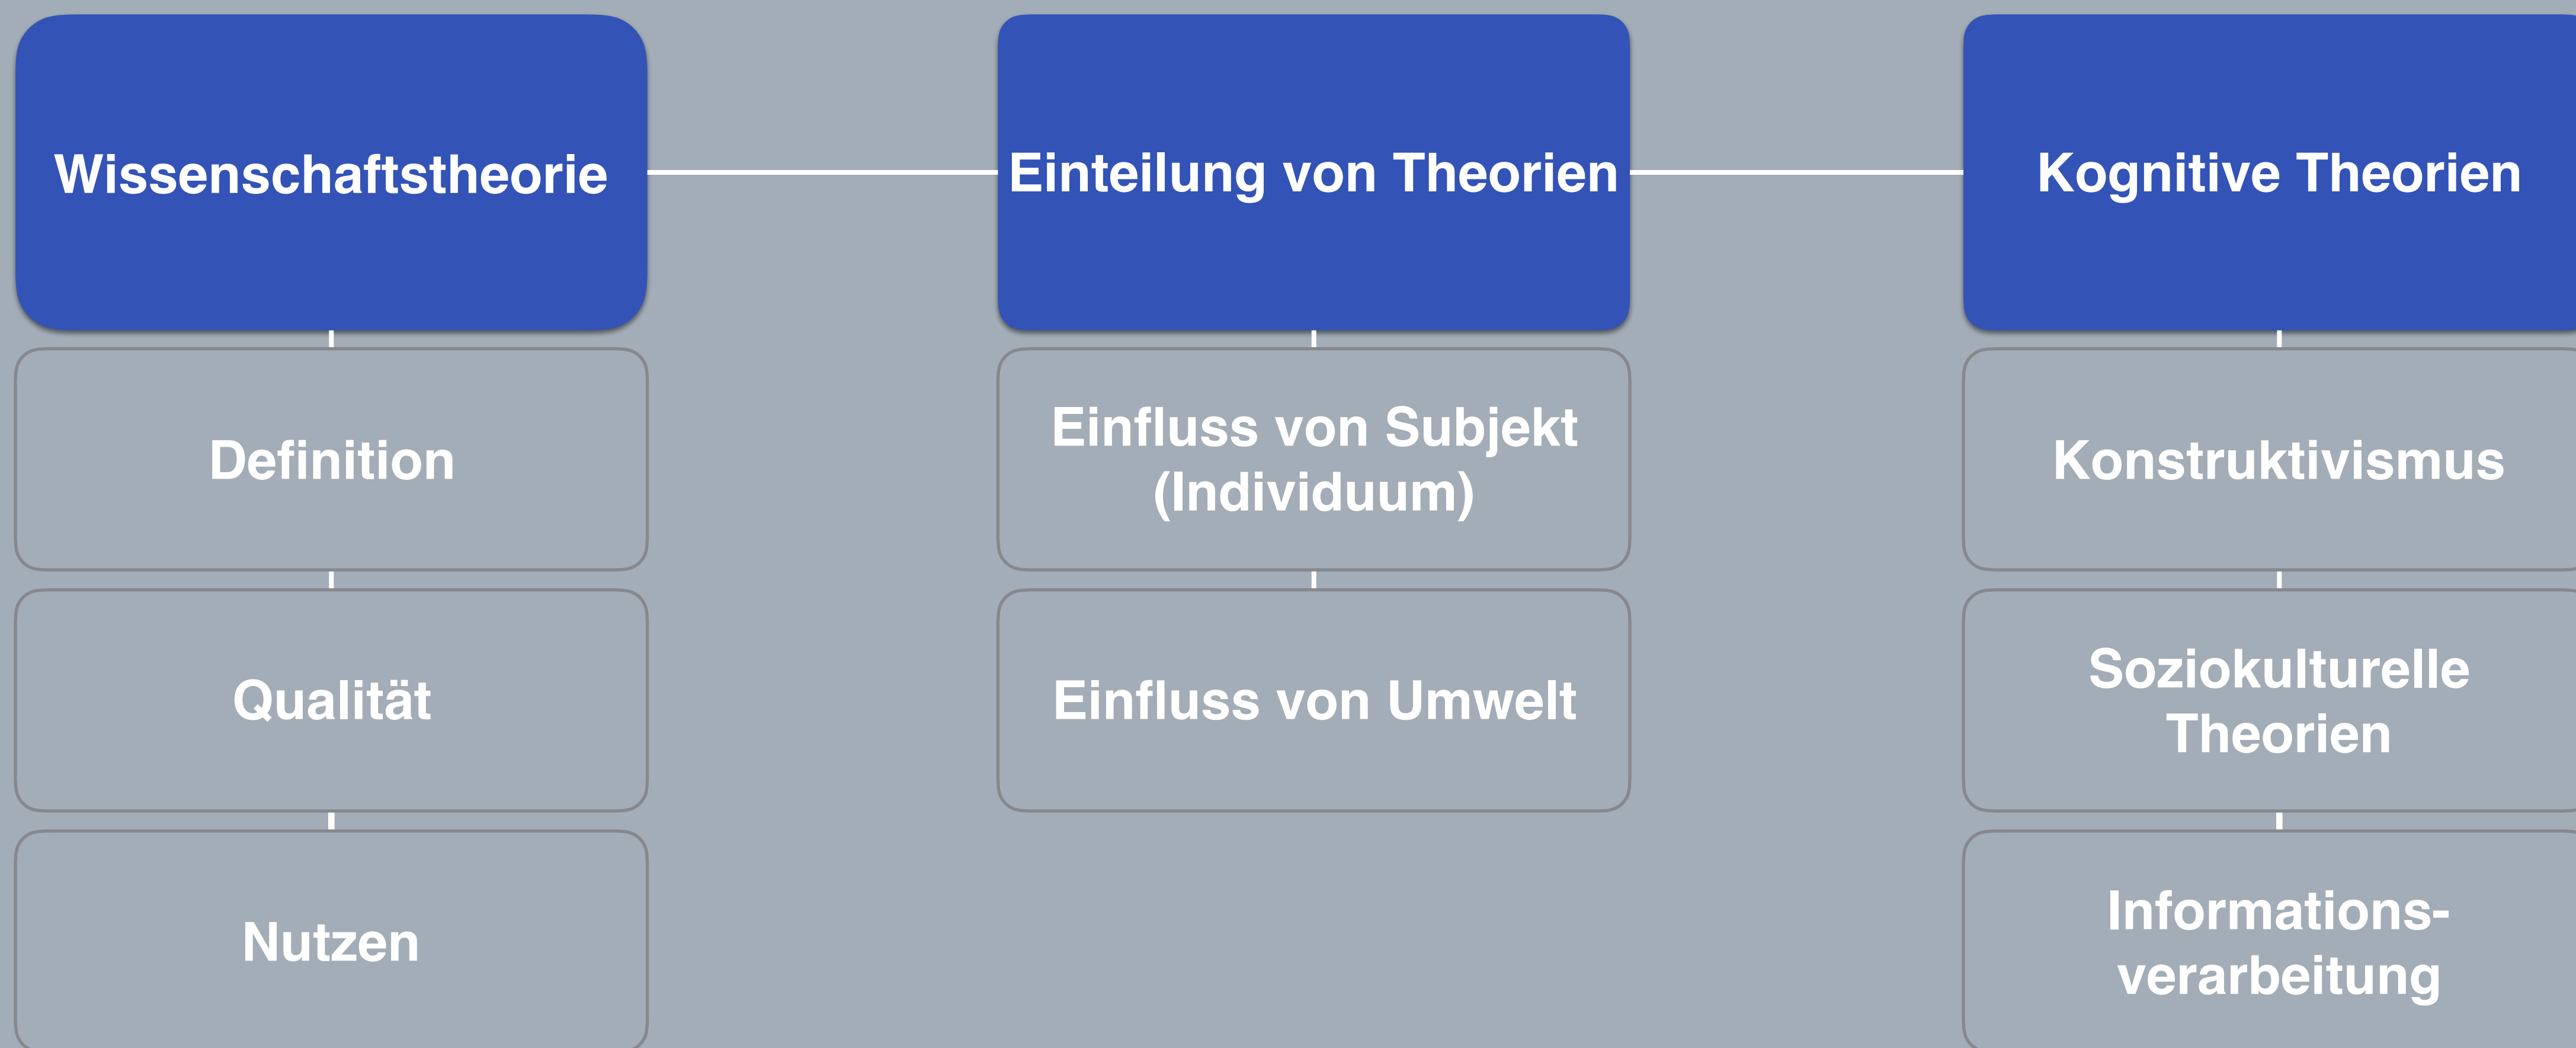 Wissenschaftstheorie
Definition
Qualität
Nutzen
Einteilung von Theorien
Einfluss von Subjekt
(Individuum)
Einfluss von Umwelt
Kognitive Theorien
Konstruktivismus
Soziokulturelle
Theorien
Informations-
verarbeitung